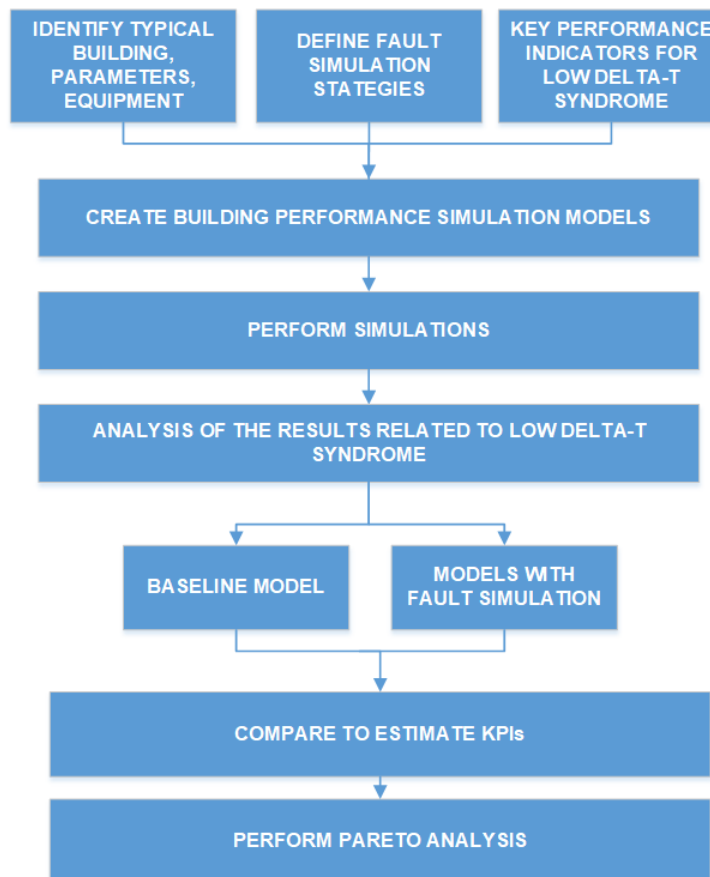 IDENTIFY TYPICAL
BUILDING,
PARAMETERS,
EQUIPMENT
DEFINE FAULT
SIMULATION
STATEGIES
KEY PERFORMANCE
INDICATORS FOR
LOW DELTA-T
SYNDROME
CREATE BUILDING PERFORMANCE SIMULATION MODELS
PERFORM SIMULATIONS
ANALYSIS OF THE RESULTS RELATED TO LOW DELTA-T
SYNDROME
BASELINE MODEL
MODELS WITH
FAULT SIMULATION
COMPARE TO ESTIMATE KPIs
PERFORM PARETO ANALYSIS